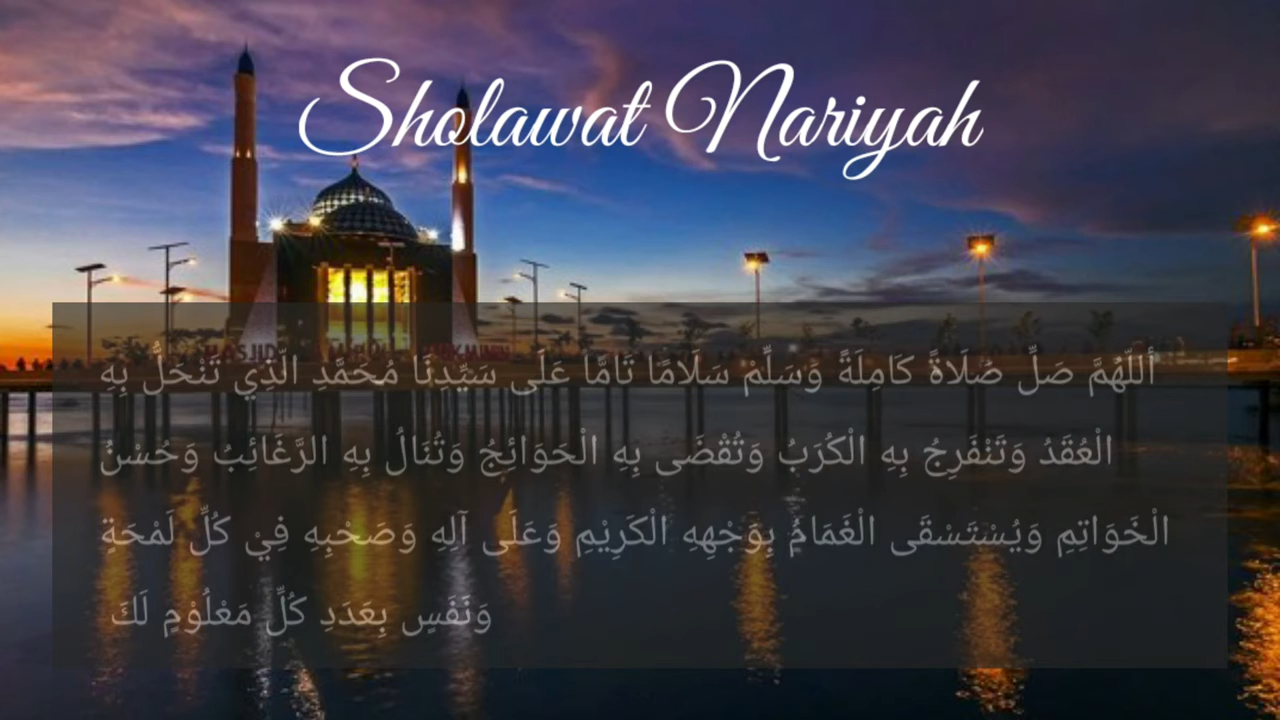 Sholawat Nariyah
أَللّٰهُمَّ صَلِّ صَلَاةً كَامِلَةً وَسَلِّمْ سَلَامًا تَامًّا عَلَى سَيِّدِنَا مُحَمَّدِ الّذِي تَنْحَلُّ بِهِ
الْعُقَدُ وَتَنْفَرِجُ بِهِ الْكُرَبُ وَتُقْضَى بِهِ الْحَوَائِجُ وَتُنَالُ بِهِ الرَّغَائِبُ وَحُسْنُ
الْخَوَاتِمِ وَيُسْتَسْقَى الْغَمَامُ بِوَجْهِهِ الْكَرِيْمِ وَعَلَى آلِهِ وَصَحْبِهِ فِيْ كُلِّ لَمْحَةٍ
وَنَفَسٍ بِعَدَدِ كُلِّ مَعْلُوْمٍ لَكَ